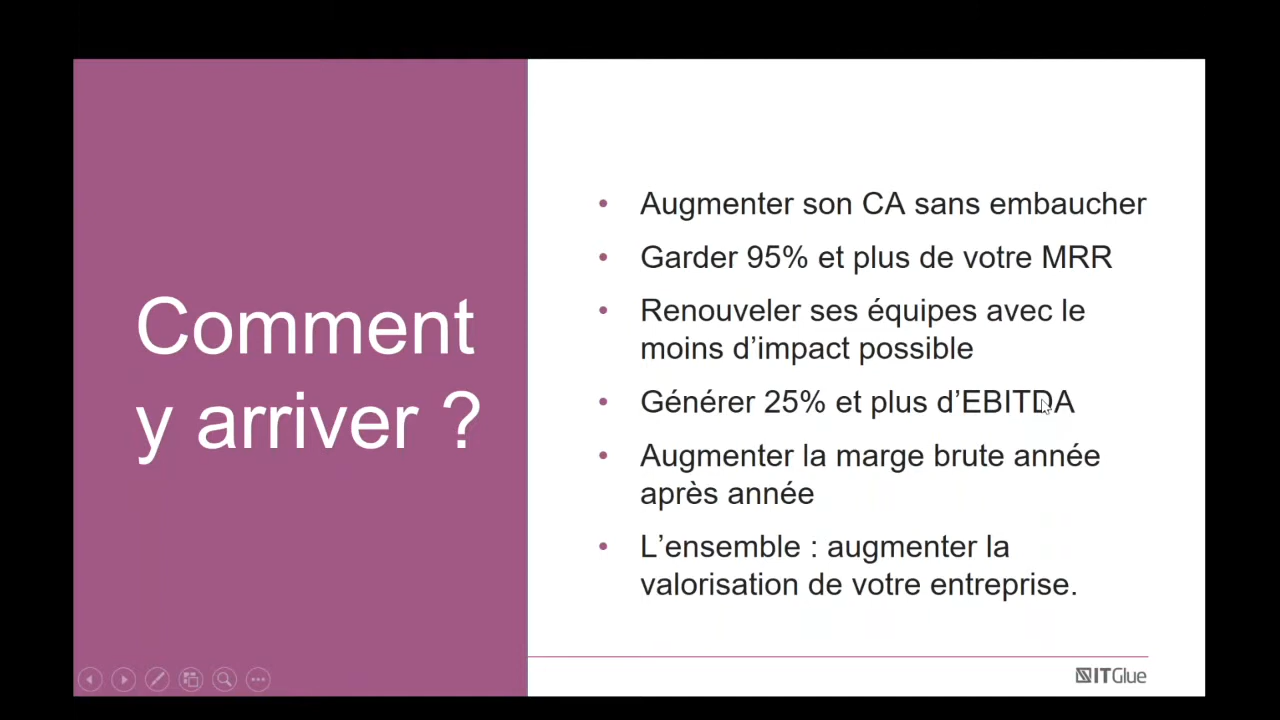 Comment
y arriver ?
Augmenter son CA sans embaucher
Garder 95% et plus de votre MRR
Renouveler ses équipes avec le
moins d’impact possible
Générer 25% et plus d’EBITDA
Augmenter la marge brute année
après année
L’ensemble : augmenter la
valorisation de votre entreprise.
ITGlue